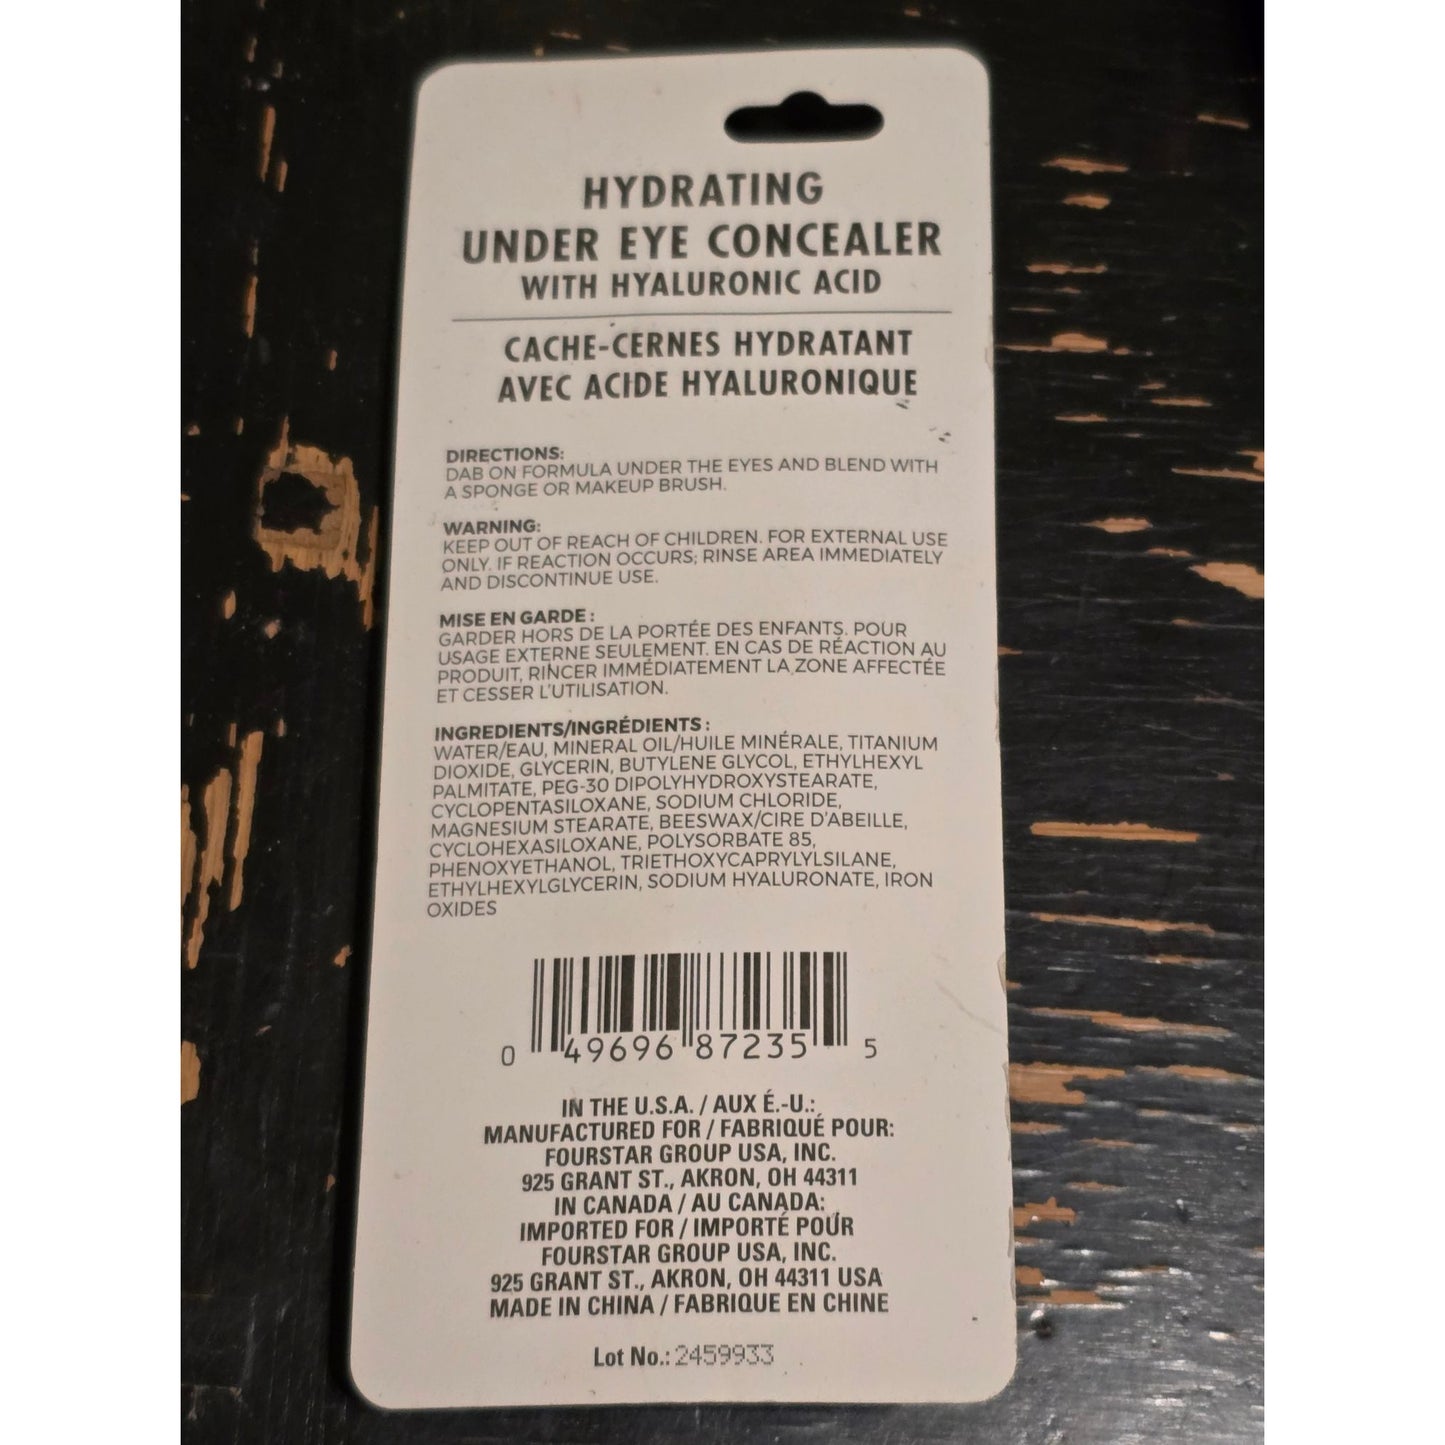 HYDRATING
UNDER EYE CONCEALER
WITH HYALURONIC ACID
CACHE-CERNES HYDRATANT
AVEC ACIDE HYALURONIQUE
DIRECTIONS:
DAB ON FORMULA UNDER THE EYES AND BLEND WITH
A SPONGE OR MAKEUP BRUSH.
WARNING:
KEEP OUT OF REACH OF CHILDREN. FOR EXTERNAL USE
ONLY. IF REACTION OCCURS; RINSE AREA IMMEDIATELY
AND DISCONTINUE USE.
MISE EN GARDE :
GARDER HORS DE LA PORTÉE DES ENFANTS. POUR
USAGE EXTERNE SEULEMENT. EN CAS DE RÉACTION AU
PRODUIT, RINCER IMMÉDIATEMENT LA ZONE AFFECTÉE
ET CESSER L'UTILISATION.
INGREDIENTS/INGRÉDIENTS :
WATER/EAU, MINERAL OIL/HUILE MINÉRALE, TITANIUM
DIOXIDE, GLYCERIN, BUTYLENE GLYCOL, ETHYLHEXYL
PALMITATE, PEG-30 DIPOLYHYDROXYSTEARATE,
CYCLOPENTASILOXANE, SODIUM CHLORIDE,
MAGNESIUM STEARATE, BEESWAX/CIRE D'ABEILLE,
CYCLOHEXASILOXANE, POLYSORBATE 85,
PHENOXYETHANOL, TRIETHOXYCAPRYLYLSILANE,
ETHYLHEXYLGLYCERIN, SODIUM HYALURONATE, IRON
OXIDES
0 49696 87235 5
IN THE U.S.A. / AUX É.-U.:
MANUFACTURED FOR / FABRIQUÉ POUR:
FOURSTAR GROUP USA, INC.
925 GRANT ST., AKRON, OH 44311
IN CANADA / AU CANADA:
IMPORTED FOR / IMPORTÉ POUR
FOURSTAR GROUP USA, INC.
925 GRANT ST., AKRON, OH 44311 USA
MADE IN CHINA / FABRIQUE EN CHINE
Lot No.: 2459933